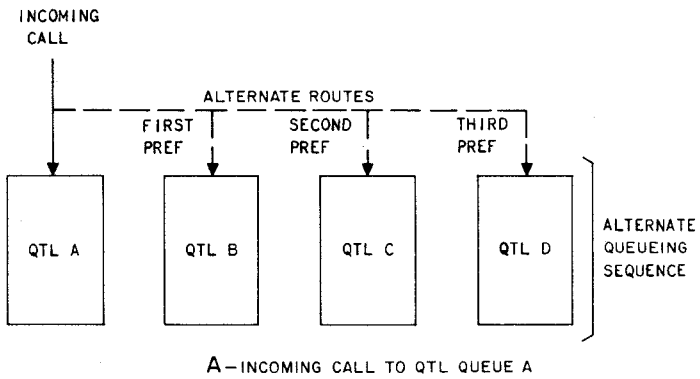 INCOMING
CALL
ALTERNATE ROUTES
FIRST
PREF
SECOND
PREF
THIRD
PREF
QTL A
QTL B
QTL C
QTL D
ALTERNATE
QUEUEING
SEQUENCE
A-INCOMING CALL TO QTL QUEUE A